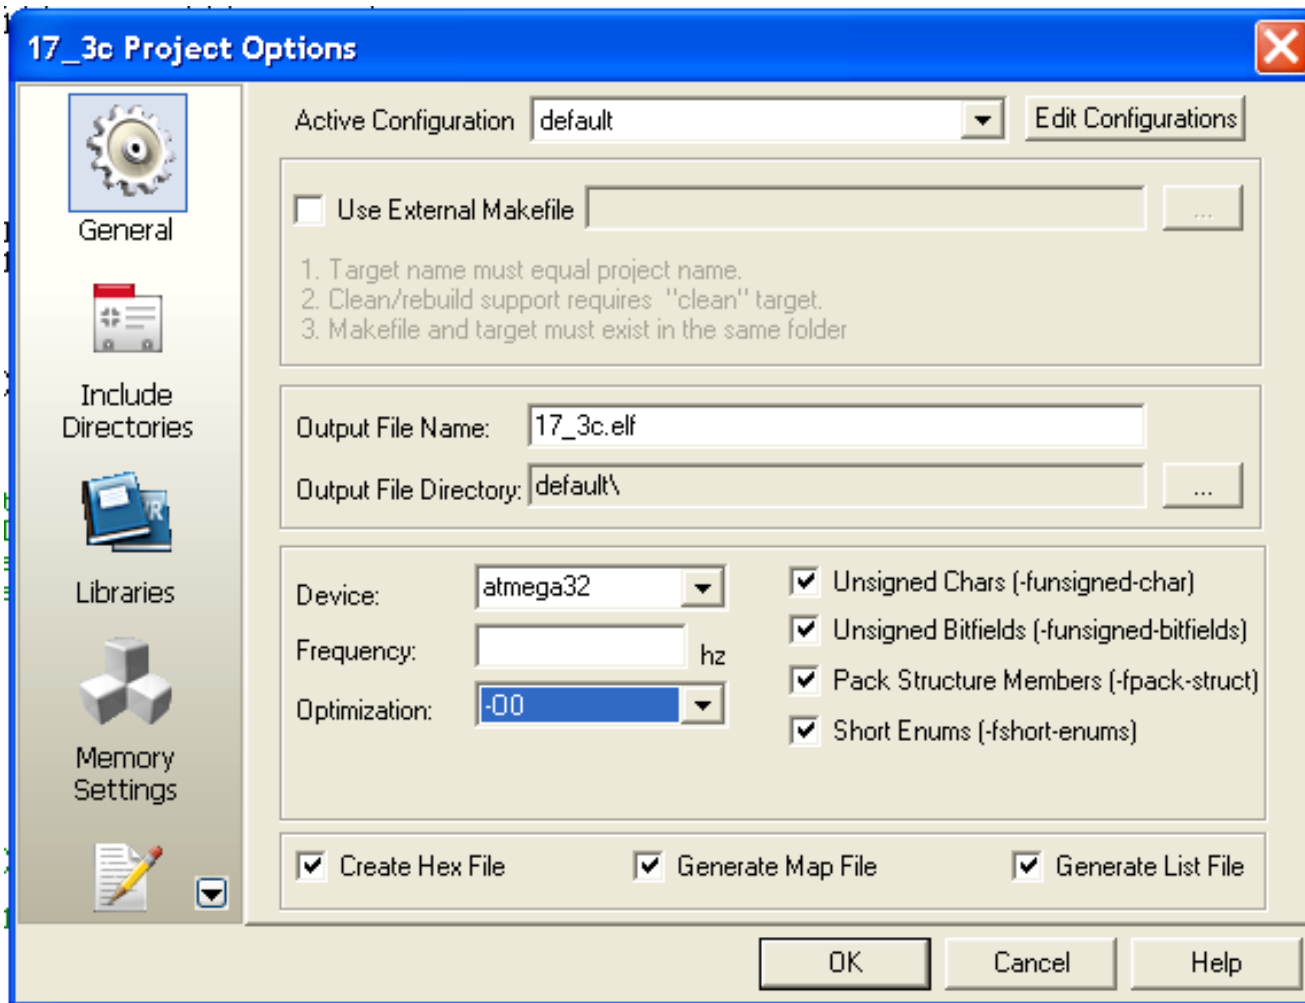 17_3c Project Options
General
Include
Directories
Libraries
Memory
Settings
Active Configuration default Edit Configurations
Use External Makefile ...
1. Target name must equal project name.
2. Clean/rebuild support requires "clean" target.
3. Makefile and target must exist in the same folder
Output File Name: 17_3c.elf
Output File Directory: default\ ...
Device: atmega32
Frequency: hz
Optimization: -O0
Unsigned Chars (-funsigned-char)
Unsigned Bitfields (-funsigned-bitfields)
Pack Structure Members (-fpack-struct)
Short Enums (-fshort-enums)
Create Hex File Generate Map File Generate List File
OK Cancel Help